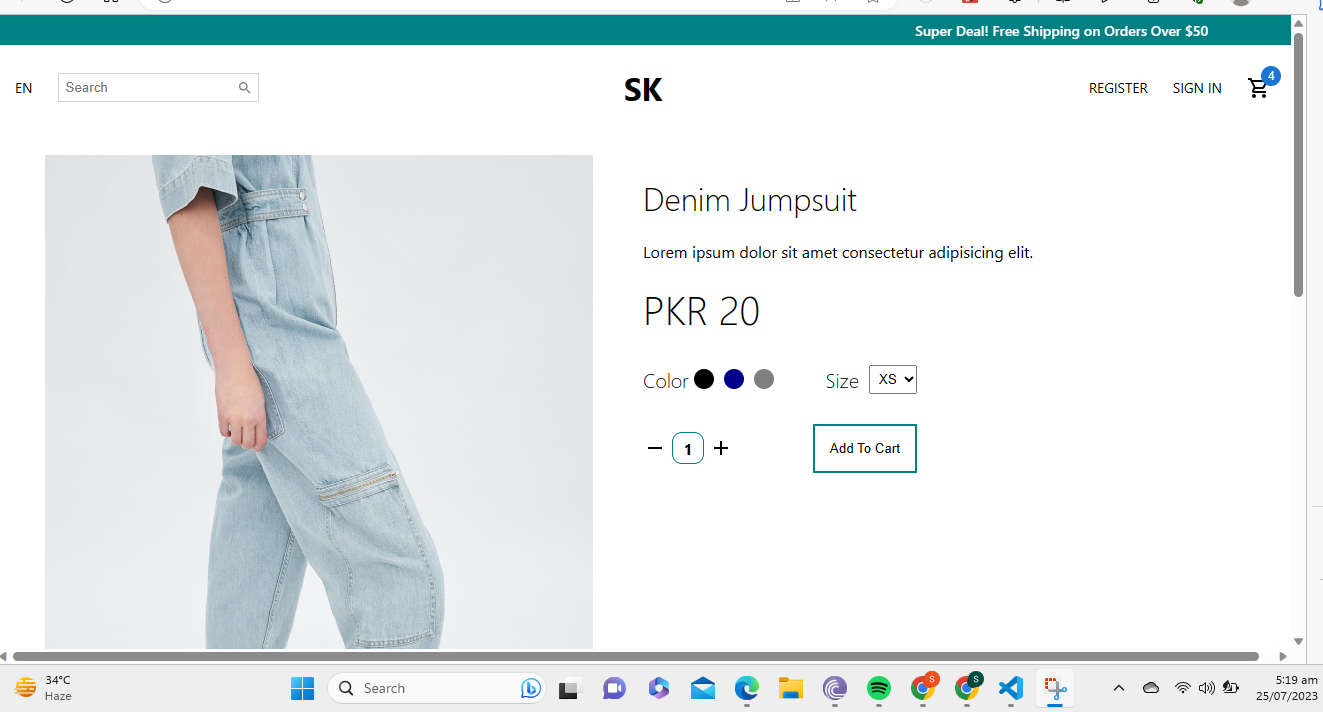 Super Deal! Free Shipping on Orders Over $50
EN
Search
SK
REGISTER
SIGN IN
4
Denim Jumpsuit
Lorem ipsum dolor sit amet consectetur adipisicing elit.
PKR 20
Color
Size
XS
1
Add To Cart
34°C
Haze
Search
S
S
5:19 am
25/07/2023